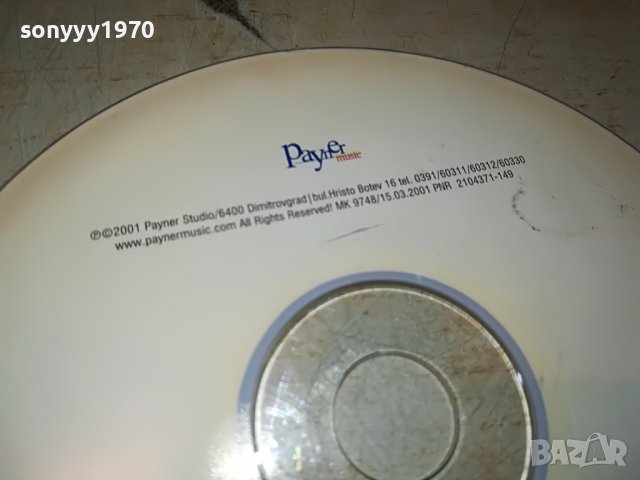 sonyyy1970
Payner
music
℗©2001 Payner Studio/6400 Dimitrovgrad|bul.Hristo Botev 16 tel. 0391/60311/60312/60330
www.paynermusic.com All Rights Reserved! MK 9748/15.03.2001 PNR 2104371-149
bazar